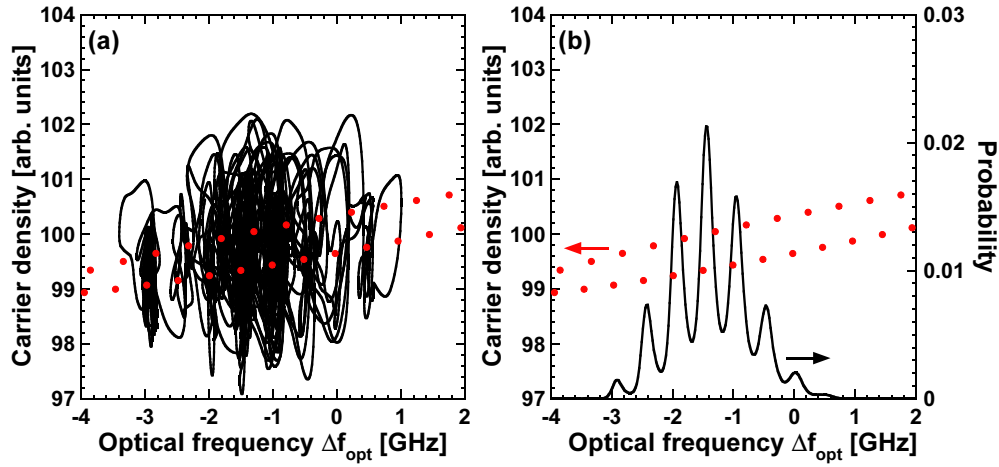 (a)
Carrier density [arb. units]
104
103
102
101
100
99
98
97
-4 -3 -2 -1 0 1 2
Optical frequency Δf_opt [GHz]
(b)
Carrier density [arb. units]
104
103
102
101
100
99
98
97
0.03
0.02
0.01
0
Probability
-4 -3 -2 -1 0 1 2
Optical frequency Δf_opt [GHz]